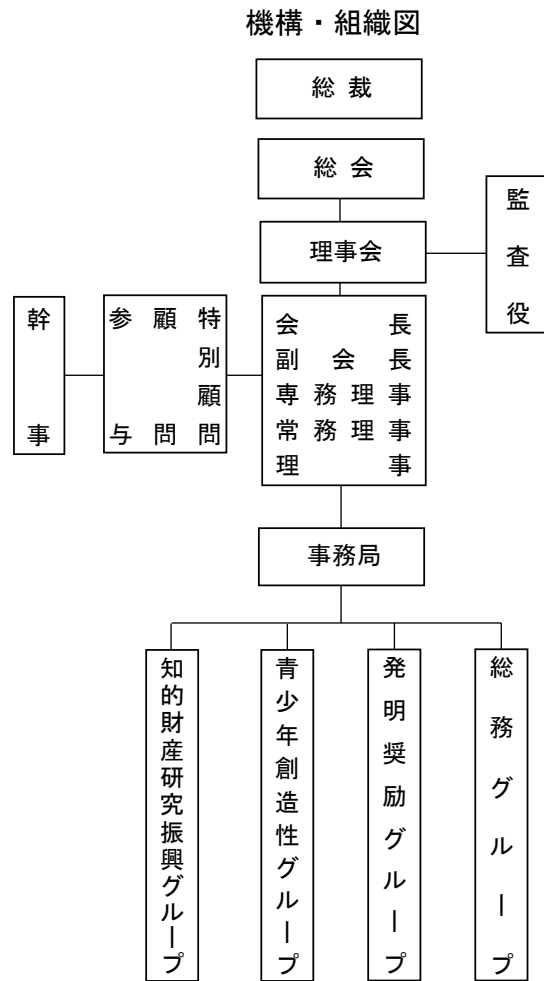 機構・組織図
総裁
総会
理事会
監査役
会長
副会長
専務理事
常務理事
理事
特別顧問
顧問
参与
幹事
事務局
総務グループ
発明奨励グループ
青少年創造性グループ
知的財産研究振興グループ